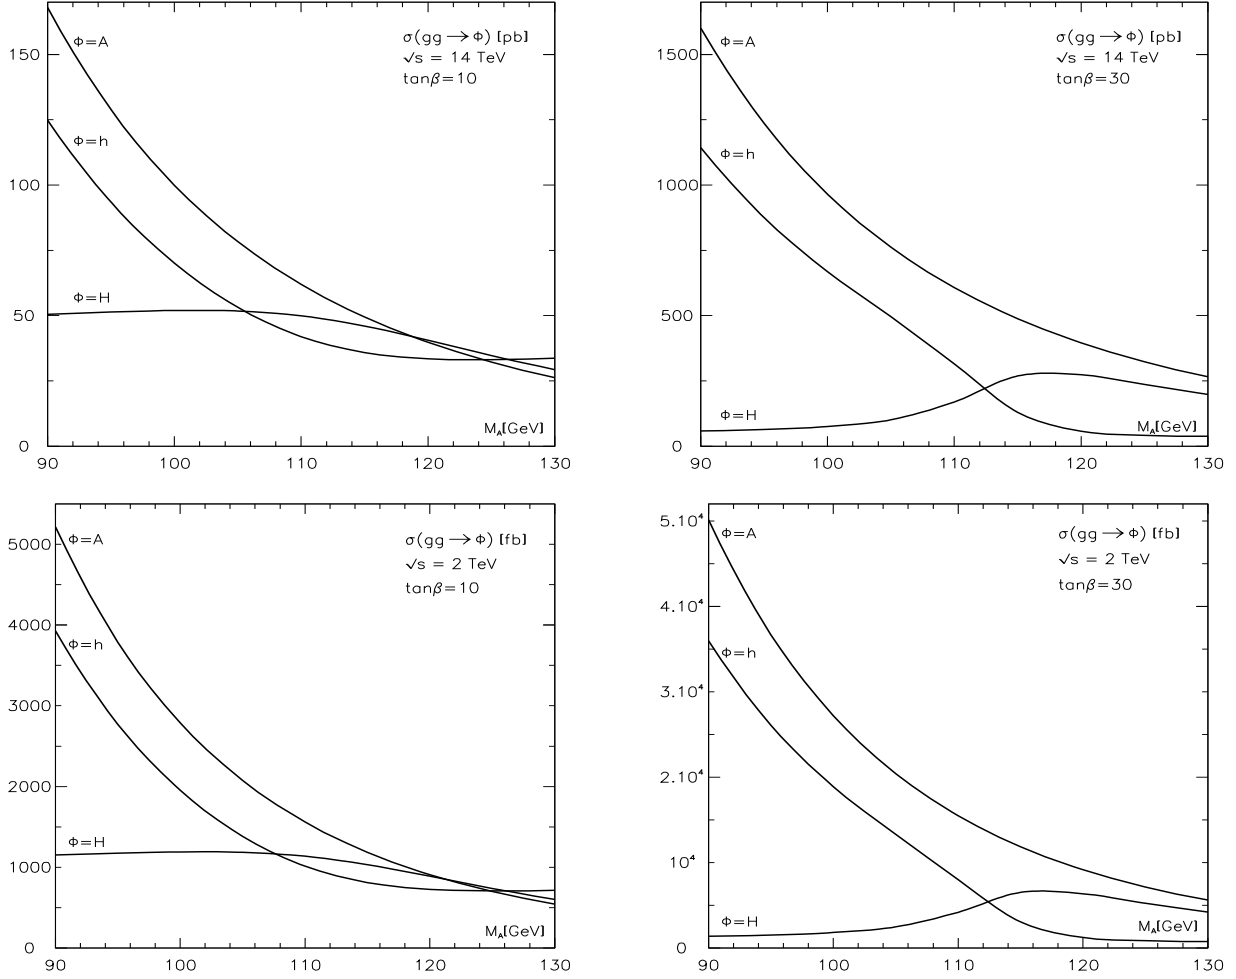 σ(gg→Φ) [pb]
√s = 14 TeV
tanβ=10
Φ=A
Φ=h
Φ=H
150
100
50
0
M_A[GeV]
90 100 110 120 130
σ(gg→Φ) [pb]
√s = 14 TeV
tanβ=30
Φ=A
Φ=h
Φ=H
1500
1000
500
0
M_A[GeV]
90 100 110 120 130
σ(gg→Φ) [fb]
√s = 2 TeV
tanβ=10
Φ=A
Φ=h
Φ=H
5000
4000
3000
2000
1000
0
M_A[GeV]
90 100 110 120 130
σ(gg→Φ) [fb]
√s = 2 TeV
tanβ=30
Φ=A
Φ=h
Φ=H
5.10⁴
4.10⁴
3.10⁴
2.10⁴
10⁴
0
M_A[GeV]
90 100 110 120 130